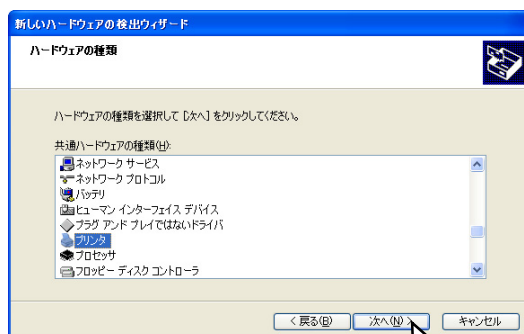 新しいハードウェアの検出ウィザード
ハードウェアの種類
ハードウェアの種類を選択して [次へ] をクリックしてください。
共通ハードウェアの種類(H):
ネットワーク サービス
ネットワーク プロトコル
バッテリ
ヒューマン インターフェイス デバイス
プラグ アンド プレイではないドライバ
プリンタ
プロセッサ
フロッピー ディスク コントローラ
< 戻る(B) 次へ(N) > キャンセル